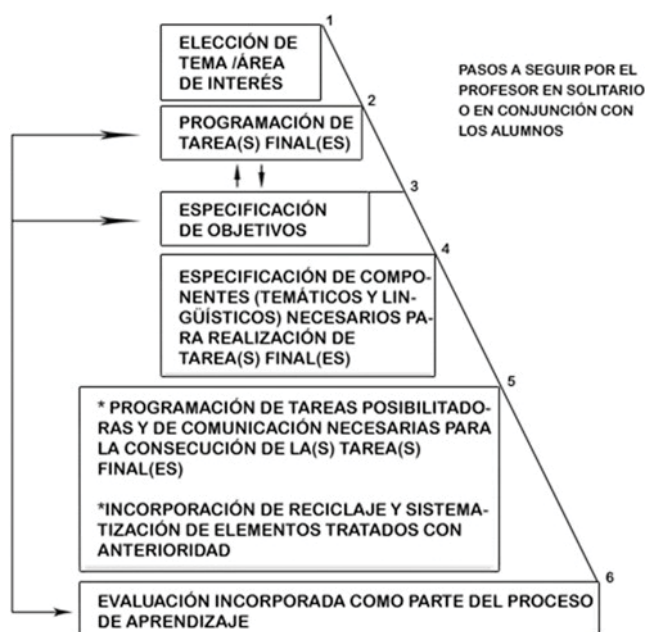 1
ELECCIÓN DE
TEMA /ÁREA
DE INTERÉS
PASOS A SEGUIR POR EL
PROFESOR EN SOLITARIO
O EN CONJUNCIÓN CON
LOS ALUMNOS
2
PROGRAMACIÓN DE
TAREA(S) FINAL(ES)
3
ESPECIFICACIÓN
DE OBJETIVOS
4
ESPECIFICACIÓN DE COMPO-
NENTES (TEMÁTICOS Y LIN-
GÜÍSTICOS) NECESARIOS PA-
RA REALIZACIÓN DE
TAREA(S) FINAL(ES)
5
* PROGRAMACIÓN DE TAREAS POSIBILITADO-
RAS Y DE COMUNICACIÓN NECESARIAS PARA
LA CONSECUCIÓN DE LA(S) TAREA(S)
FINAL(ES)
*INCORPORACIÓN DE RECICLAJE Y SISTEMA-
TIZACIÓN DE ELEMENTOS TRATADOS CON
ANTERIORIDAD
6
EVALUACIÓN INCORPORADA COMO PARTE DEL PROCESO
DE APRENDIZAJE